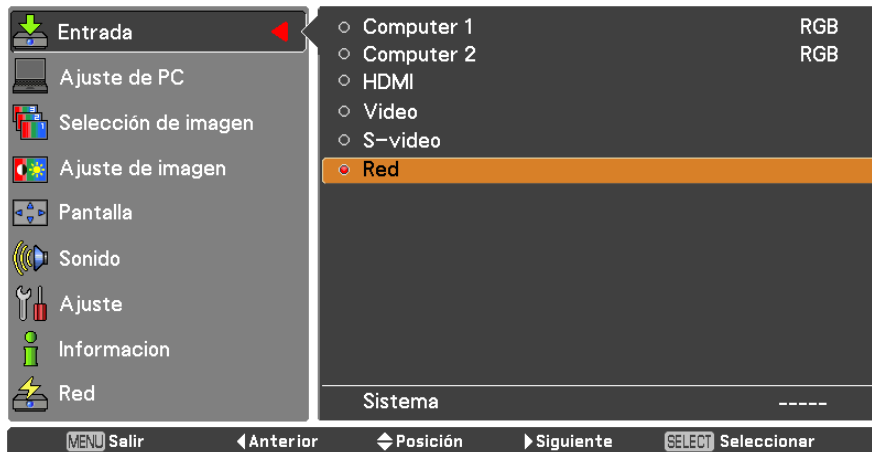 Entrada
Ajuste de PC
Selección de imagen
Ajuste de imagen
Pantalla
Sonido
Ajuste
Informacion
Red
Computer 1 RGB
Computer 2 RGB
HDMI
Video
S-video
Red
Sistema -----
MENU Salir Anterior Posición Siguiente SELECT Seleccionar